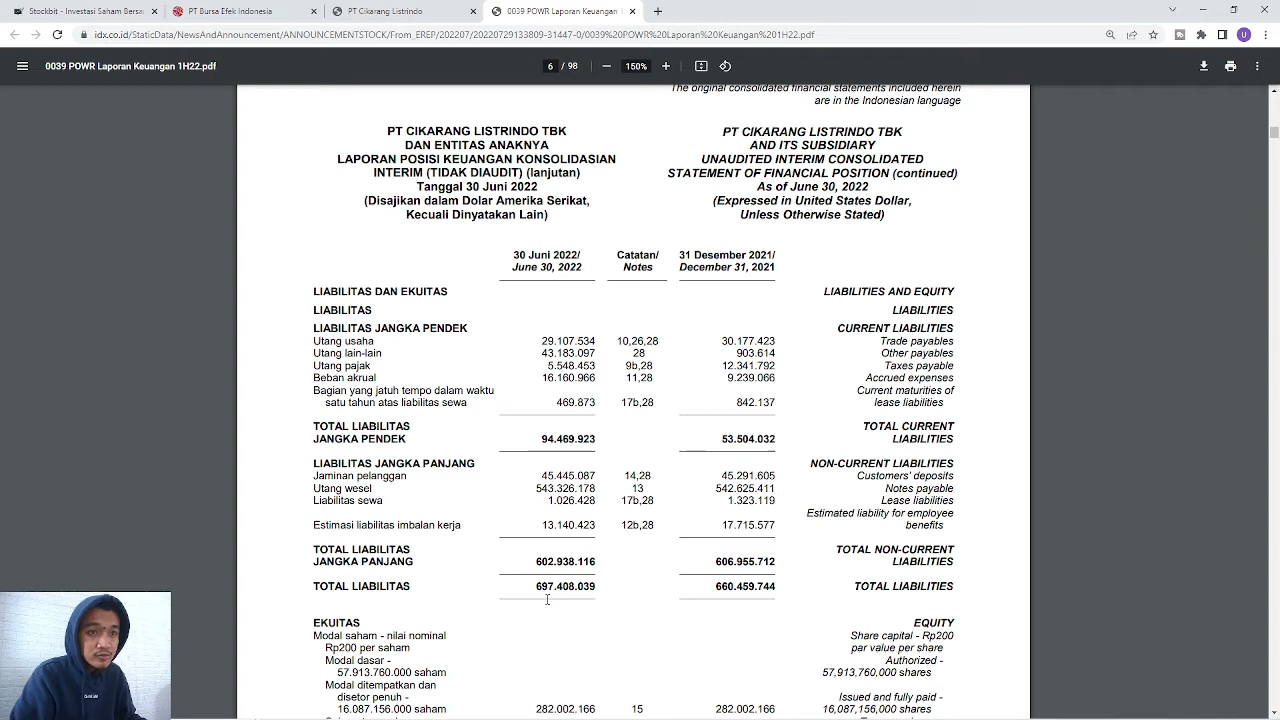 Stockbit - Investasi Saham Bersa
PT Bursa Efek Indonesia
PT Cikarang Listrindo
0039 POWR Laporan Keuangan 1
idx.co.id/StaticData/NewsAndAnnouncement/ANNOUNCEMENTSTOCK/From_EREP/202207/20220729133809-31447-0/0039%20POWR%20Laporan%20Keuangan%201H22.pdf
U
0039 POWR Laporan Keuangan 1H22.pdf
6 / 98
150%
The original consolidated financial statements included herein
are in the Indonesian language
PT CIKARANG LISTRINDO TBK
DAN ENTITAS ANAKNYA
LAPORAN POSISI KEUANGAN KONSOLIDASIAN
INTERIM (TIDAK DIAUDIT) (lanjutan)
Tanggal 30 Juni 2022
(Disajikan dalam Dolar Amerika Serikat,
Kecuali Dinyatakan Lain)
PT CIKARANG LISTRINDO TBK
AND ITS SUBSIDIARY
UNAUDITED INTERIM CONSOLIDATED
STATEMENT OF FINANCIAL POSITION (continued)
As of June 30, 2022
(Expressed in United States Dollar,
Unless Otherwise Stated)
30 Juni 2022/ Catatan/ 31 Desember 2021/
June 30, 2022 Notes December 31, 2021
LIABILITAS DAN EKUITAS LIABILITIES AND EQUITY
LIABILITAS LIABILITIES
LIABILITAS JANGKA PENDEK CURRENT LIABILITIES
Utang usaha 29.107.534 10,26,28 30.177.423 Trade payables
Utang lain-lain 43.183.097 28 903.614 Other payables
Utang pajak 5.548.453 9b,28 12.341.792 Taxes payable
Beban akrual 16.160.966 11,28 9.239.066 Accrued expenses
Bagian yang jatuh tempo dalam waktu Current maturities of
satu tahun atas liabilitas sewa 469.873 17b,28 842.137 lease liabilities
TOTAL LIABILITAS TOTAL CURRENT
JANGKA PENDEK 94.469.923 53.504.032 LIABILITIES
LIABILITAS JANGKA PANJANG NON-CURRENT LIABILITIES
Jaminan pelanggan 45.445.087 14,28 45.291.605 Customers' deposits
Utang wesel 543.326.178 13 542.625.411 Notes payable
Liabilitas sewa 1.026.428 17b,28 1.323.119 Lease liabilities
Estimated liability for employee
Estimasi liabilitas imbalan kerja 13.140.423 12b,28 17.715.577 benefits
TOTAL LIABILITAS TOTAL NON-CURRENT
JANGKA PANJANG 602.938.116 606.955.712 LIABILITIES
TOTAL LIABILITAS 697.408.039 660.459.744 TOTAL LIABILITIES
EKUITAS EQUITY
Modal saham - nilai nominal Share capital - Rp200
Rp200 per saham par value per share
Modal dasar - Authorized -
57.913.760.000 saham 57,913,760,000 shares
Modal ditempatkan dan
disetor penuh - Issued and fully paid -
16.087.156.000 saham 282.002.166 15 282.002.166 16,087,156,000 shares